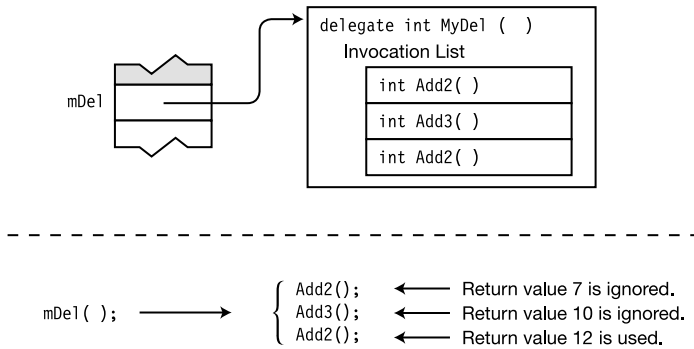 delegate int MyDel ( )
Invocation List
mDel
int Add2( )
int Add3( )
int Add2( )
mDel( );
Add2(); Return value 7 is ignored.
Add3(); Return value 10 is ignored.
Add2(); Return value 12 is used.